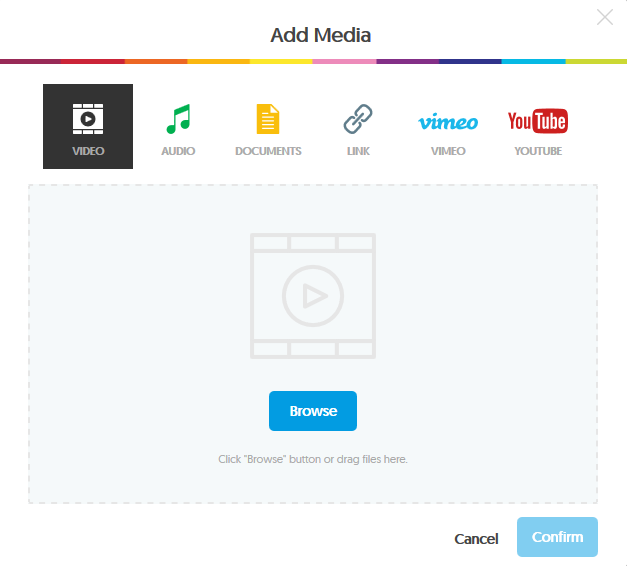 Add Media
vimeo YouTube
VIDEO AUDIO DOCUMENTS LINK VIMEO YOUTUBE
Browse
Click "Browse" button or drag files here.
Cancel Confirm